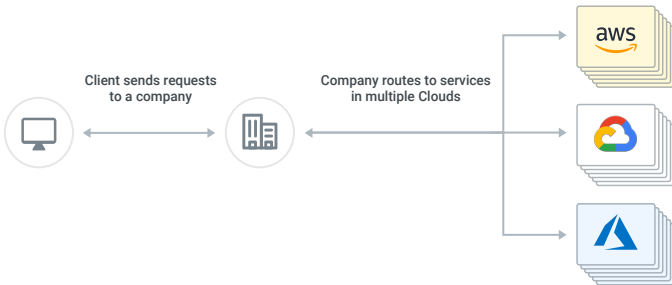 Client sends requests
to a company
Company routes to services
in multiple Clouds
aws